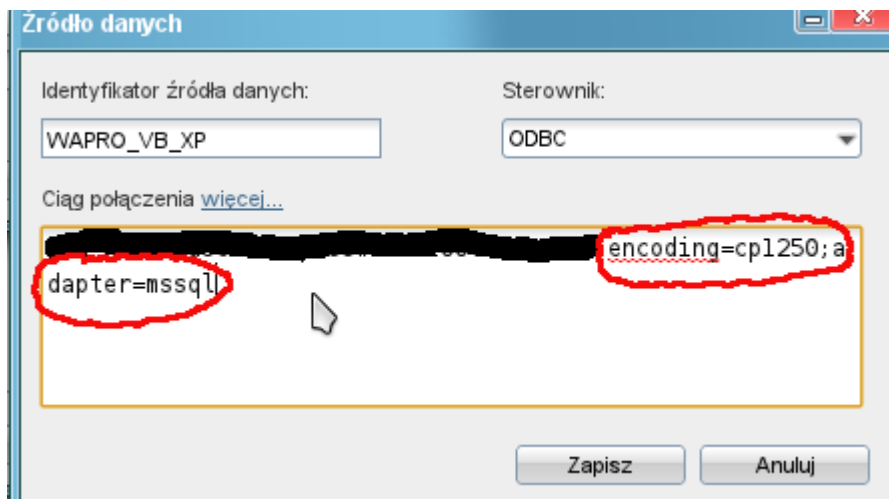 Źródło danych
Identyfikator źródła danych:
Sterownik:
WAPRO_VB_XP
ODBC
Ciąg połączenia więcej...
encoding=cp1250;a
dapter=mssql
Zapisz
Anuluj